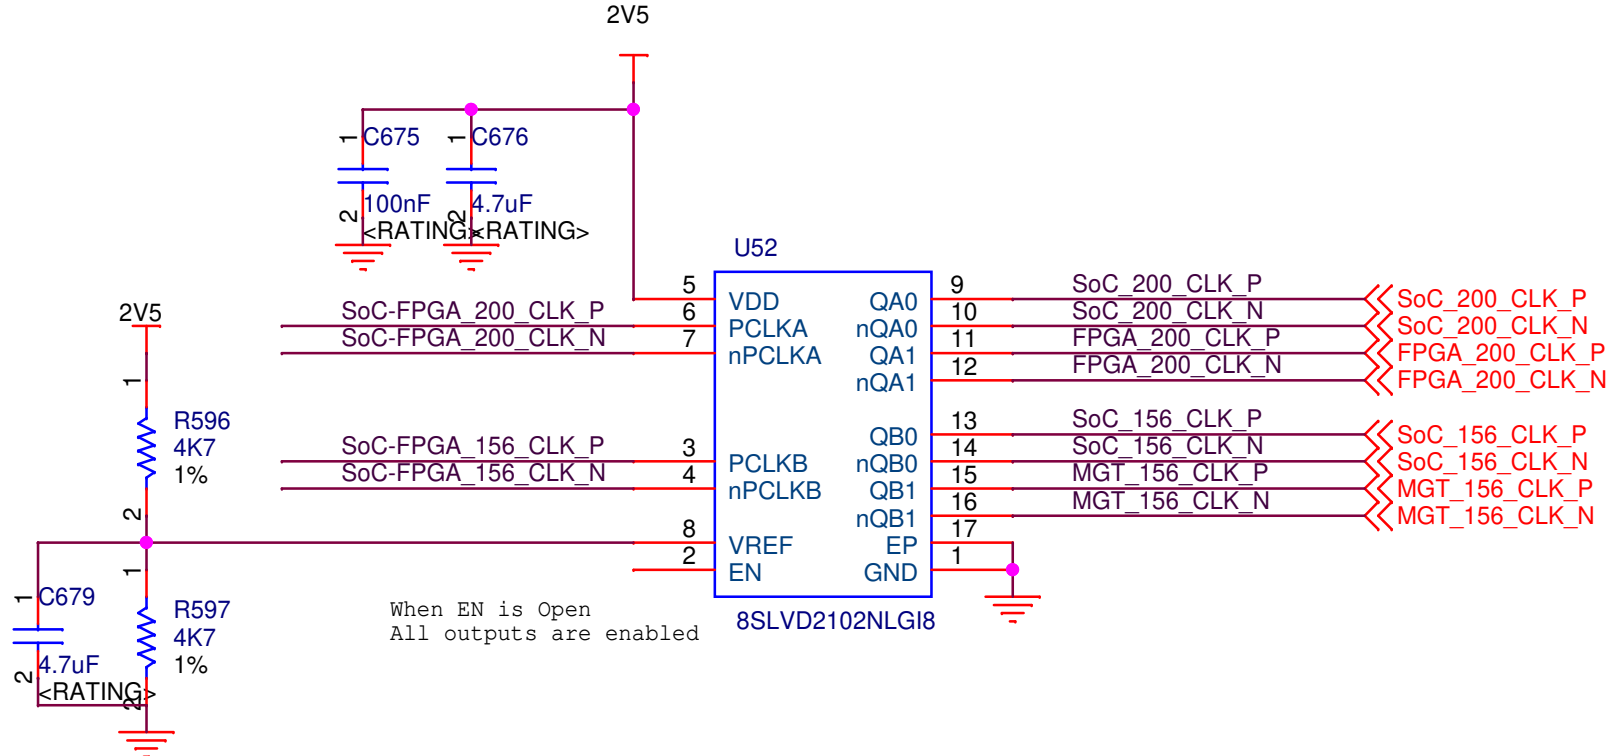 2V5
1
C675
1
C676
2
100nF
2
4.7uF
<RATING>
<RATING>
U52
2V5
SoC-FPGA_200_CLK_P
5
VDD
QA0
9
SoC_200_CLK_P
SoC_200_CLK_P
SoC-FPGA_200_CLK_N
6
PCLKA
nQA0
10
SoC_200_CLK_N
SoC_200_CLK_N
7
nPCLKA
QA1
11
FPGA_200_CLK_P
FPGA_200_CLK_P
nQA1
12
FPGA_200_CLK_N
FPGA_200_CLK_N
1
R596
4K7
1%
2
SoC-FPGA_156_CLK_P
3
PCLKB
QB0
13
SoC_156_CLK_P
SoC_156_CLK_P
SoC-FPGA_156_CLK_N
4
nPCLKB
nQB0
14
SoC_156_CLK_N
SoC_156_CLK_N
QB1
15
MGT_156_CLK_P
MGT_156_CLK_P
nQB1
16
MGT_156_CLK_N
MGT_156_CLK_N
8
VREF
EP
17
2
EN
GND
1
1
C679
1
R597
4K7
1%
2
4.7uF
<RATING>
2
When EN is Open
All outputs are enabled
8SLVD2102NLGI8